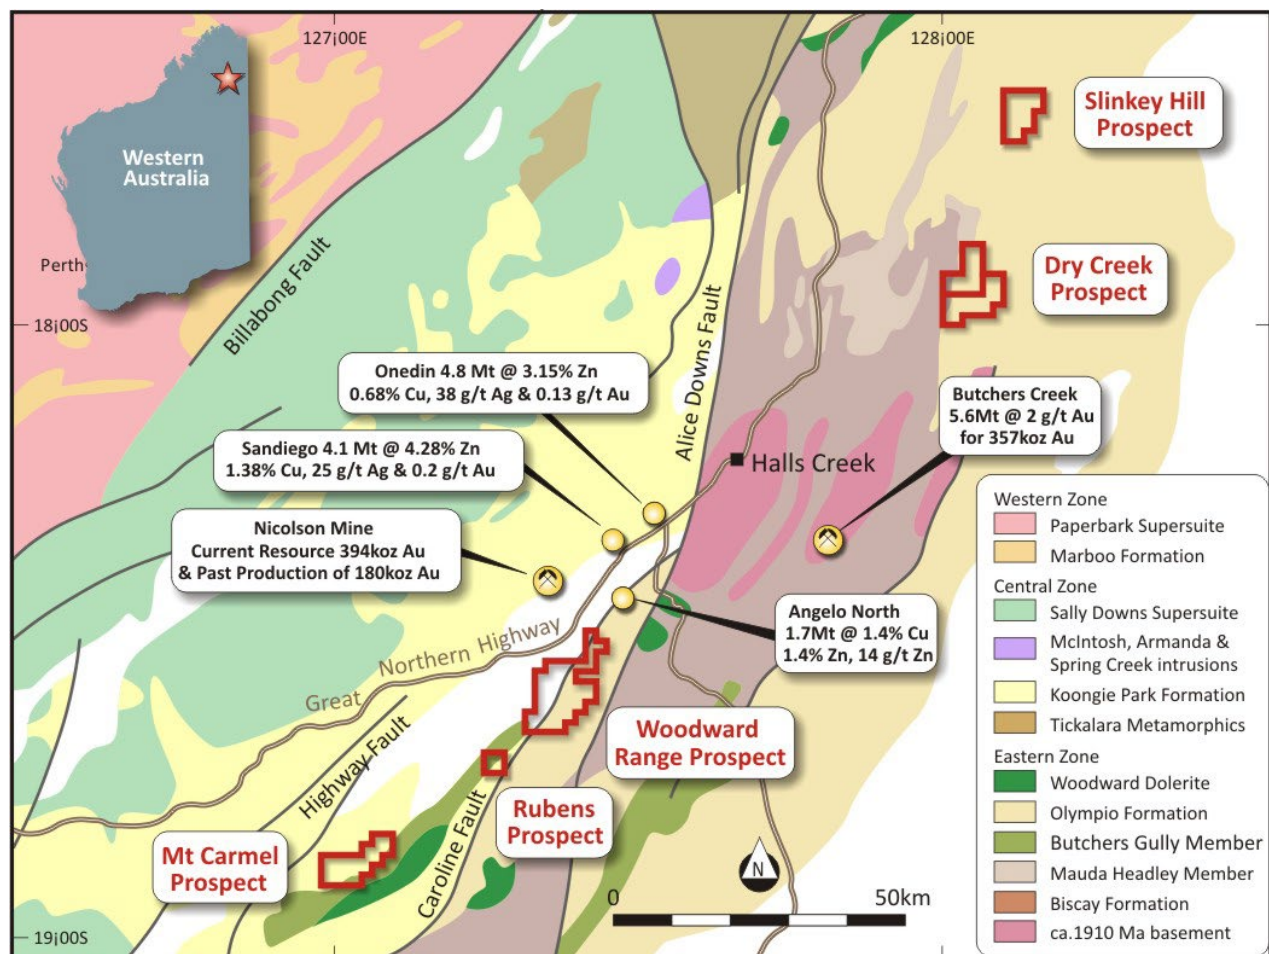 127¡00E
128¡00E
Slinkey Hill
Prospect
Western
Australia
Perth
Billabong Fault
Dry Creek
Prospect
18¡00S
Alice Downs Fault
Onedin 4.8 Mt @ 3.15% Zn
0.68% Cu, 38 g/t Ag & 0.13 g/t Au
Butchers Creek
5.6Mt @ 2 g/t Au
for 357koz Au
Sandiego 4.1 Mt @ 4.28% Zn
1.38% Cu, 25 g/t Ag & 0.2 g/t Au
Halls Creek
Nicolson Mine
Current Resource 394koz Au
& Past Production of 180koz Au
Angelo North
1.7Mt @ 1.4% Cu
1.4% Zn, 14 g/t Zn
Great Northern Highway
Highway Fault
Woodward
Range Prospect
Rubens
Prospect
Caroline Fault
Mt Carmel
Prospect
N
0 50km
19¡00S
Western Zone
Paperbark Supersuite
Marboo Formation
Central Zone
Sally Downs Supersuite
McIntosh, Armanda &
Spring Creek intrusions
Koongie Park Formation
Tickalara Metamorphics
Eastern Zone
Woodward Dolerite
Olympio Formation
Butchers Gully Member
Mauda Headley Member
Biscay Formation
ca.1910 Ma basement